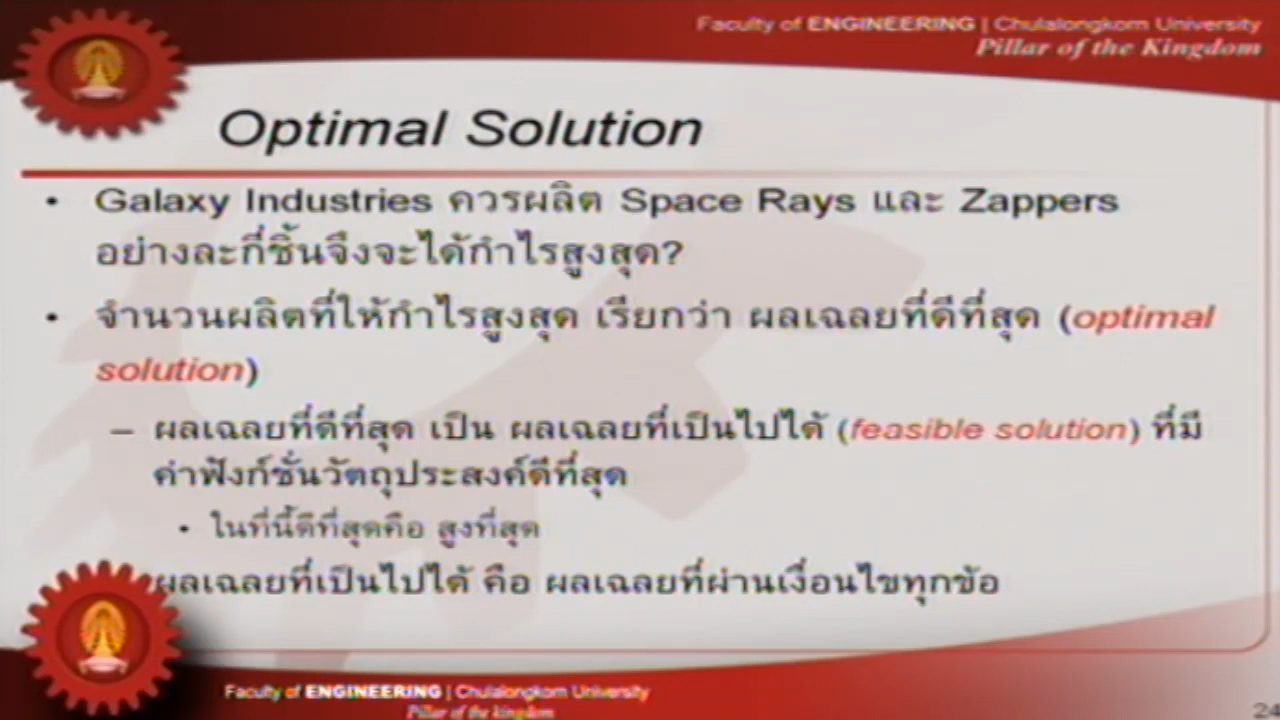 Faculty of ENGINEERING | Chulalongkorn University
Pillar of the Kingdom
Optimal Solution
• Galaxy Industries ควรผลิต Space Rays และ Zappers
อย่างละกี่ชิ้นจึงจะได้กำไรสูงสุด?
• จำนวนผลิตที่ให้กำไรสูงสุด เรียกว่า ผลเฉลยที่ดีที่สุด (optimal
solution)
– ผลเฉลยที่ดีที่สุด เป็น ผลเฉลยที่เป็นไปได้ (feasible solution) ที่มี
ค่าฟังก์ชั่นวัตถุประสงค์ดีที่สุด
• ในที่นี้ดีที่สุดคือ สูงที่สุด
ผลเฉลยที่เป็นไปได้ คือ ผลเฉลยที่ผ่านเงื่อนไขทุกข้อ
Faculty of ENGINEERING | Chulalongkorn University
Pillar of the kingdom
24